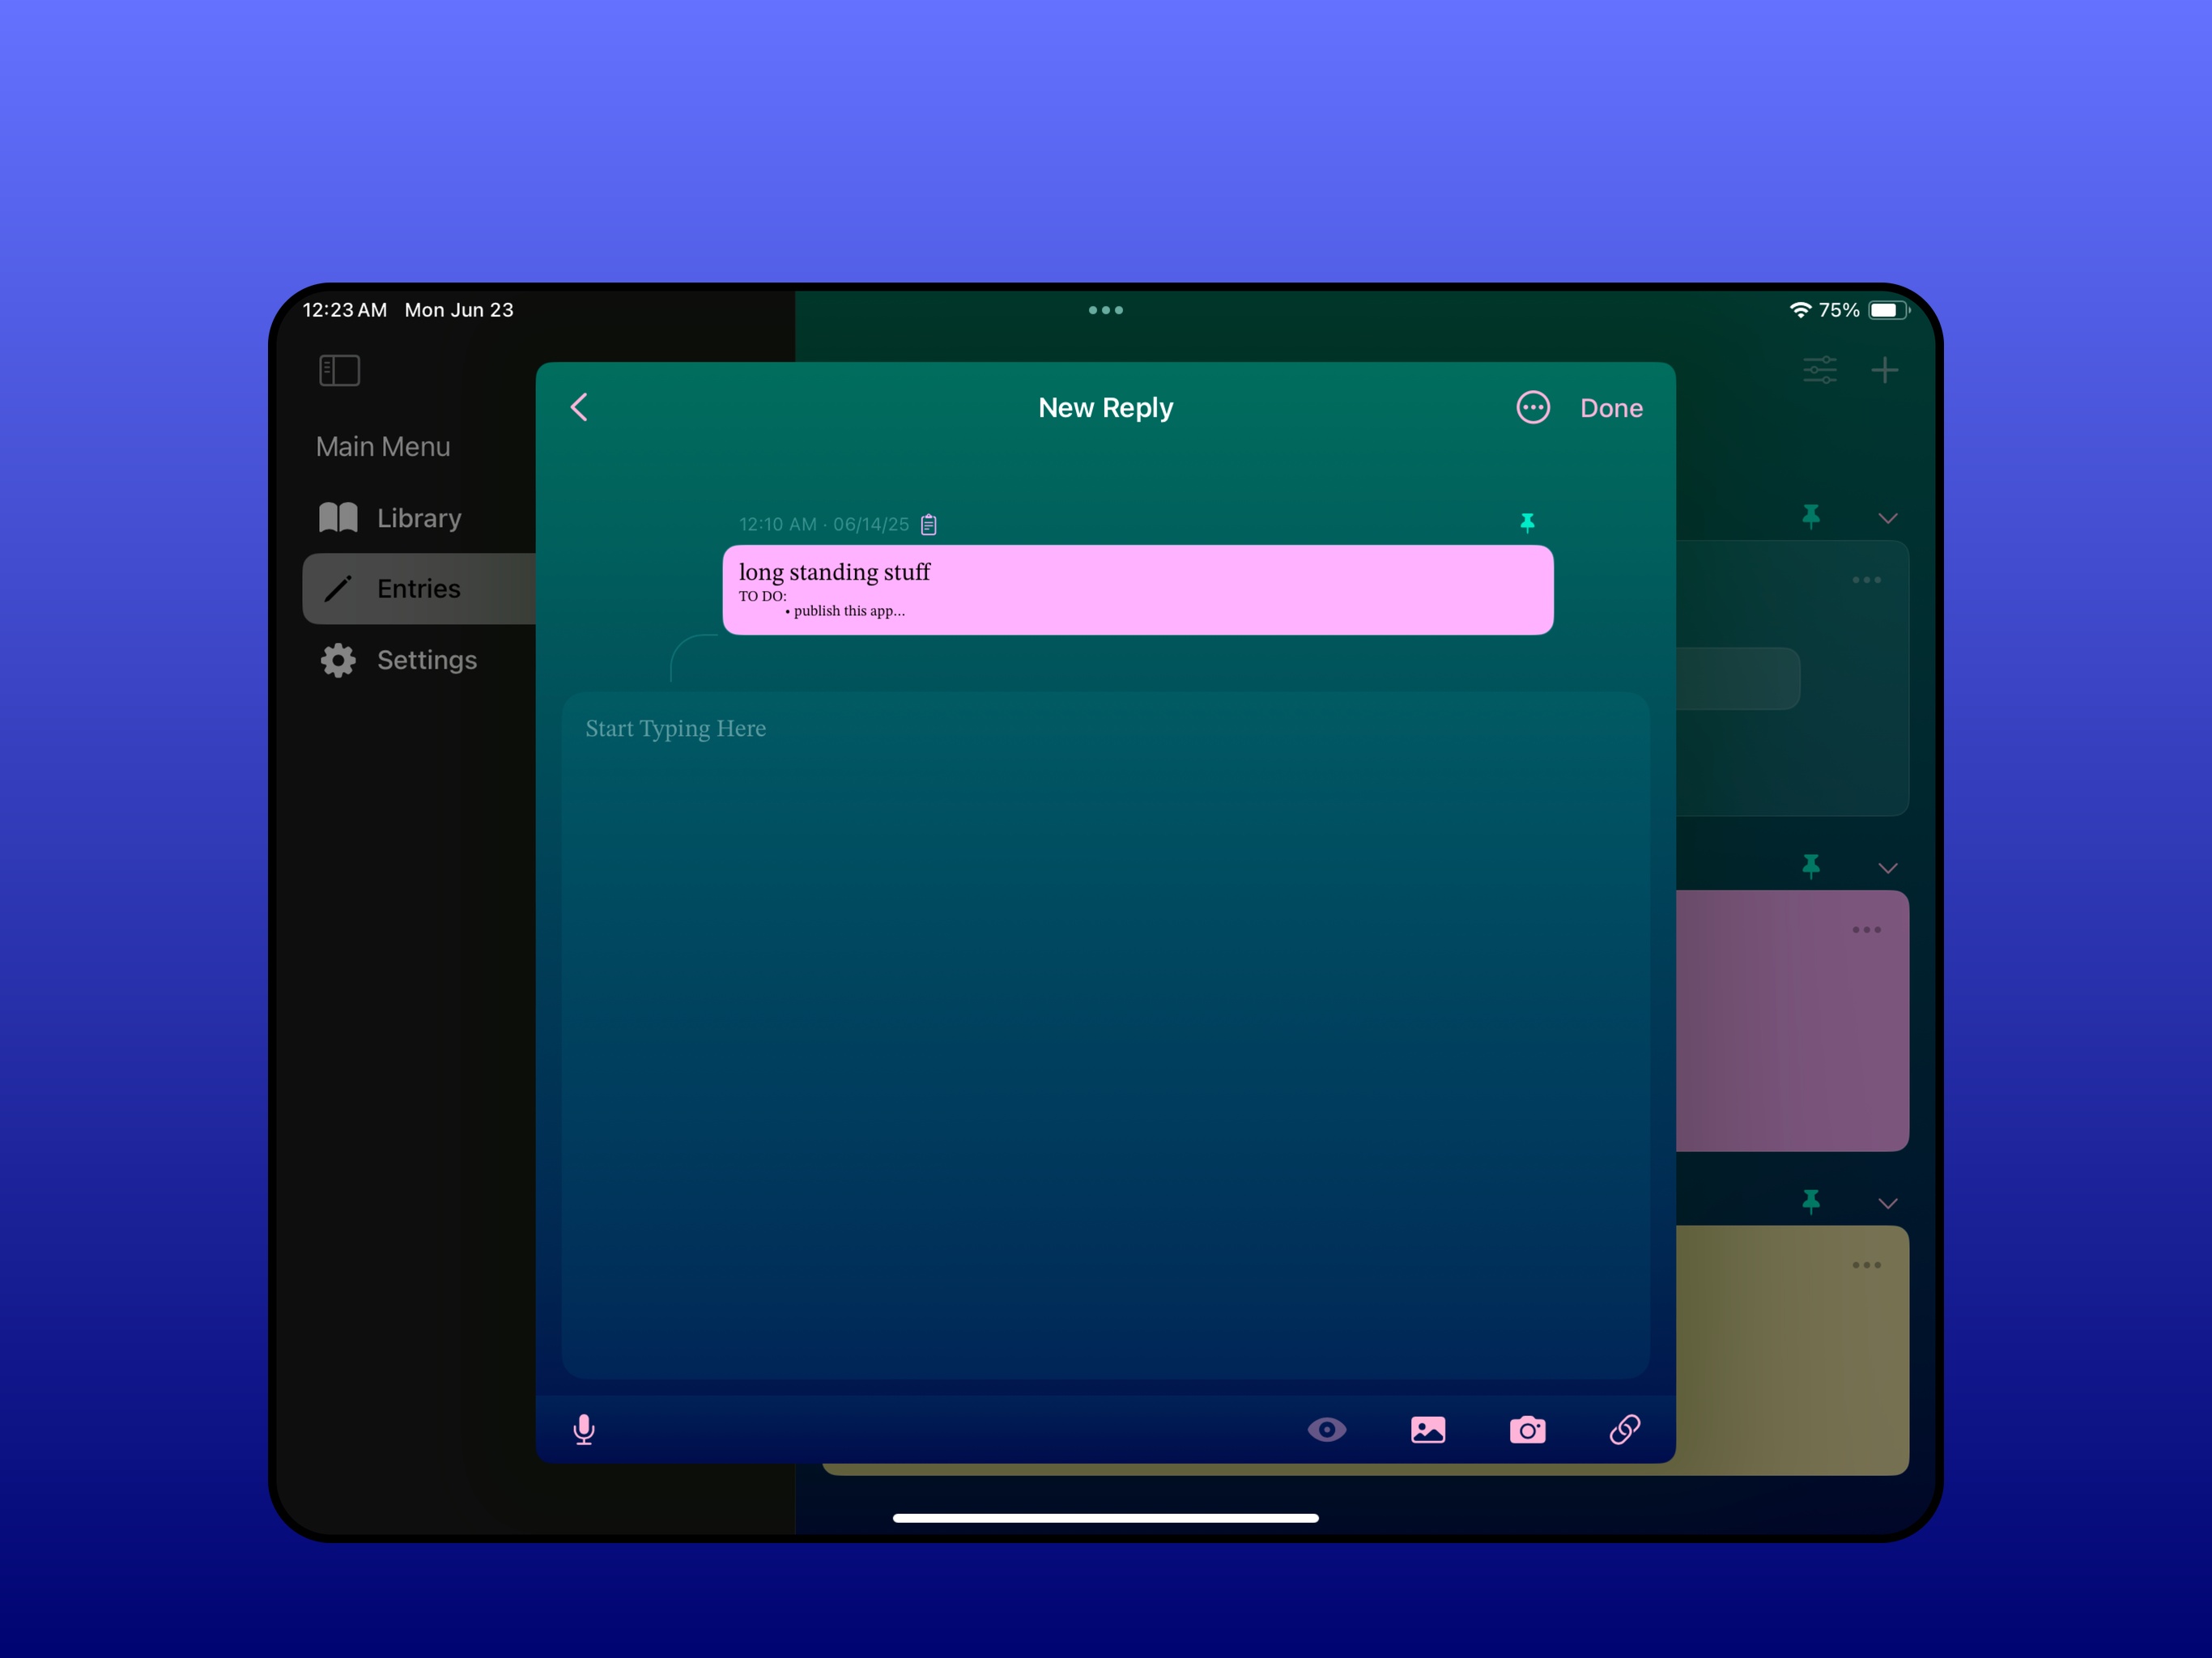 12:23 AM Mon Jun 23
75%
Main Menu
Library
Entries
Settings
New Reply
Done
12:10 AM · 06/14/25
long standing stuff
TO DO:
• publish this app...
Start Typing Here